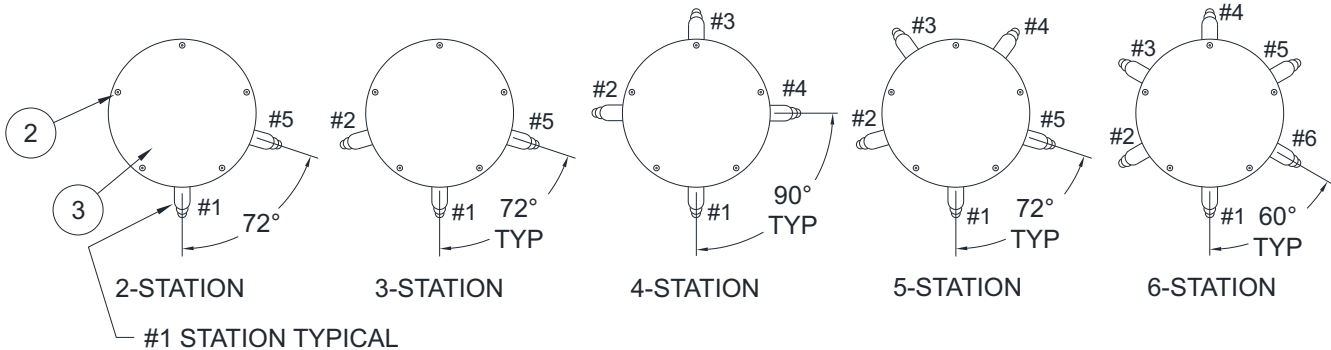 2
3
#5
#1
72°
2-STATION
#1 STATION TYPICAL
#2
#5
#1
72°
TYP
3-STATION
#3
#2
#4
#1
90°
TYP
4-STATION
#3
#4
#2
#5
#1
72°
TYP
5-STATION
#4
#3
#5
#2
#6
#1
60°
TYP
6-STATION